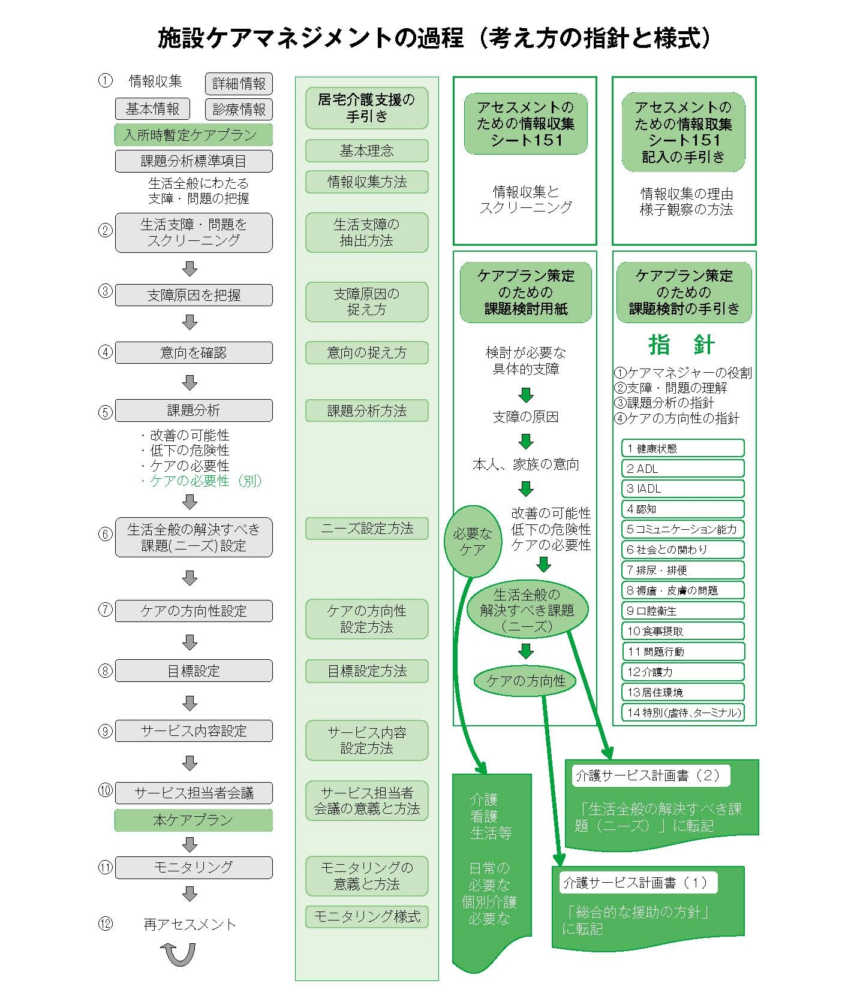 施設ケアマネジメントの過程（考え方の指針と様式）
① 情報収集
詳細情報
基本情報
診療情報
入所時暫定ケアプラン
課題分析標準項目
生活全般にわたる
支障・問題の把握
② 生活支障・問題を
スクリーニング
③ 支障原因を把握
④ 意向を確認
⑤ 課題分析
・改善の可能性
・低下の危険性
・ケアの必要性
・ケアの必要性（別）
⑥ 生活全般の解決すべき
課題(ニーズ)設定
⑦ ケアの方向性設定
⑧ 目標設定
⑨ サービス内容設定
⑩ サービス担当者会議
本ケアプラン
⑪ モニタリング
⑫ 再アセスメント
居宅介護支援の
手引き
基本理念
情報収集方法
生活支障の
抽出方法
支障原因の
捉え方
意向の捉え方
課題分析方法
ニーズ設定方法
ケアの方向性
設定方法
目標設定方法
サービス内容
設定方法
サービス担当者
会議の意義と方法
モニタリングの
意義と方法
モニタリング様式
アセスメントの
ための情報収集
シート151
情報収集と
スクリーニング
アセスメントの
ための情報取集
シート151
記入の手引き
情報収集の理由
様子観察の方法
ケアプラン策定
のための
課題検討用紙
検討が必要な
具体的支障
支障の原因
本人、家族の意向
改善の可能性
低下の危険性
ケアの必要性
必要な
ケア
生活全般の
解決すべき課題
（ニーズ）
ケアの方向性
ケアプラン策定
のための
課題検討の手引き
指 針
①ケアマネジャーの役割
②支障・問題の理解
③課題分析の指針
④ケアの方向性の指針
1 健康状態
2 ADL
3 IADL
4 認知
5 コミュニケーション能力
6 社会との関わり
7 排尿・排便
8 褥瘡・皮膚の問題
9 口腔衛生
10 食事摂取
11 問題行動
12 介護力
13 居住環境
14 特別(虐待、ターミナル)
介護
看護
生活等
日常の
必要な
個別介護
必要な
介護サービス計画書（2）
「生活全般の解決すべき課
題（ニーズ）」に転記
介護サービス計画書（1）
「総合的な援助の方針」
に転記